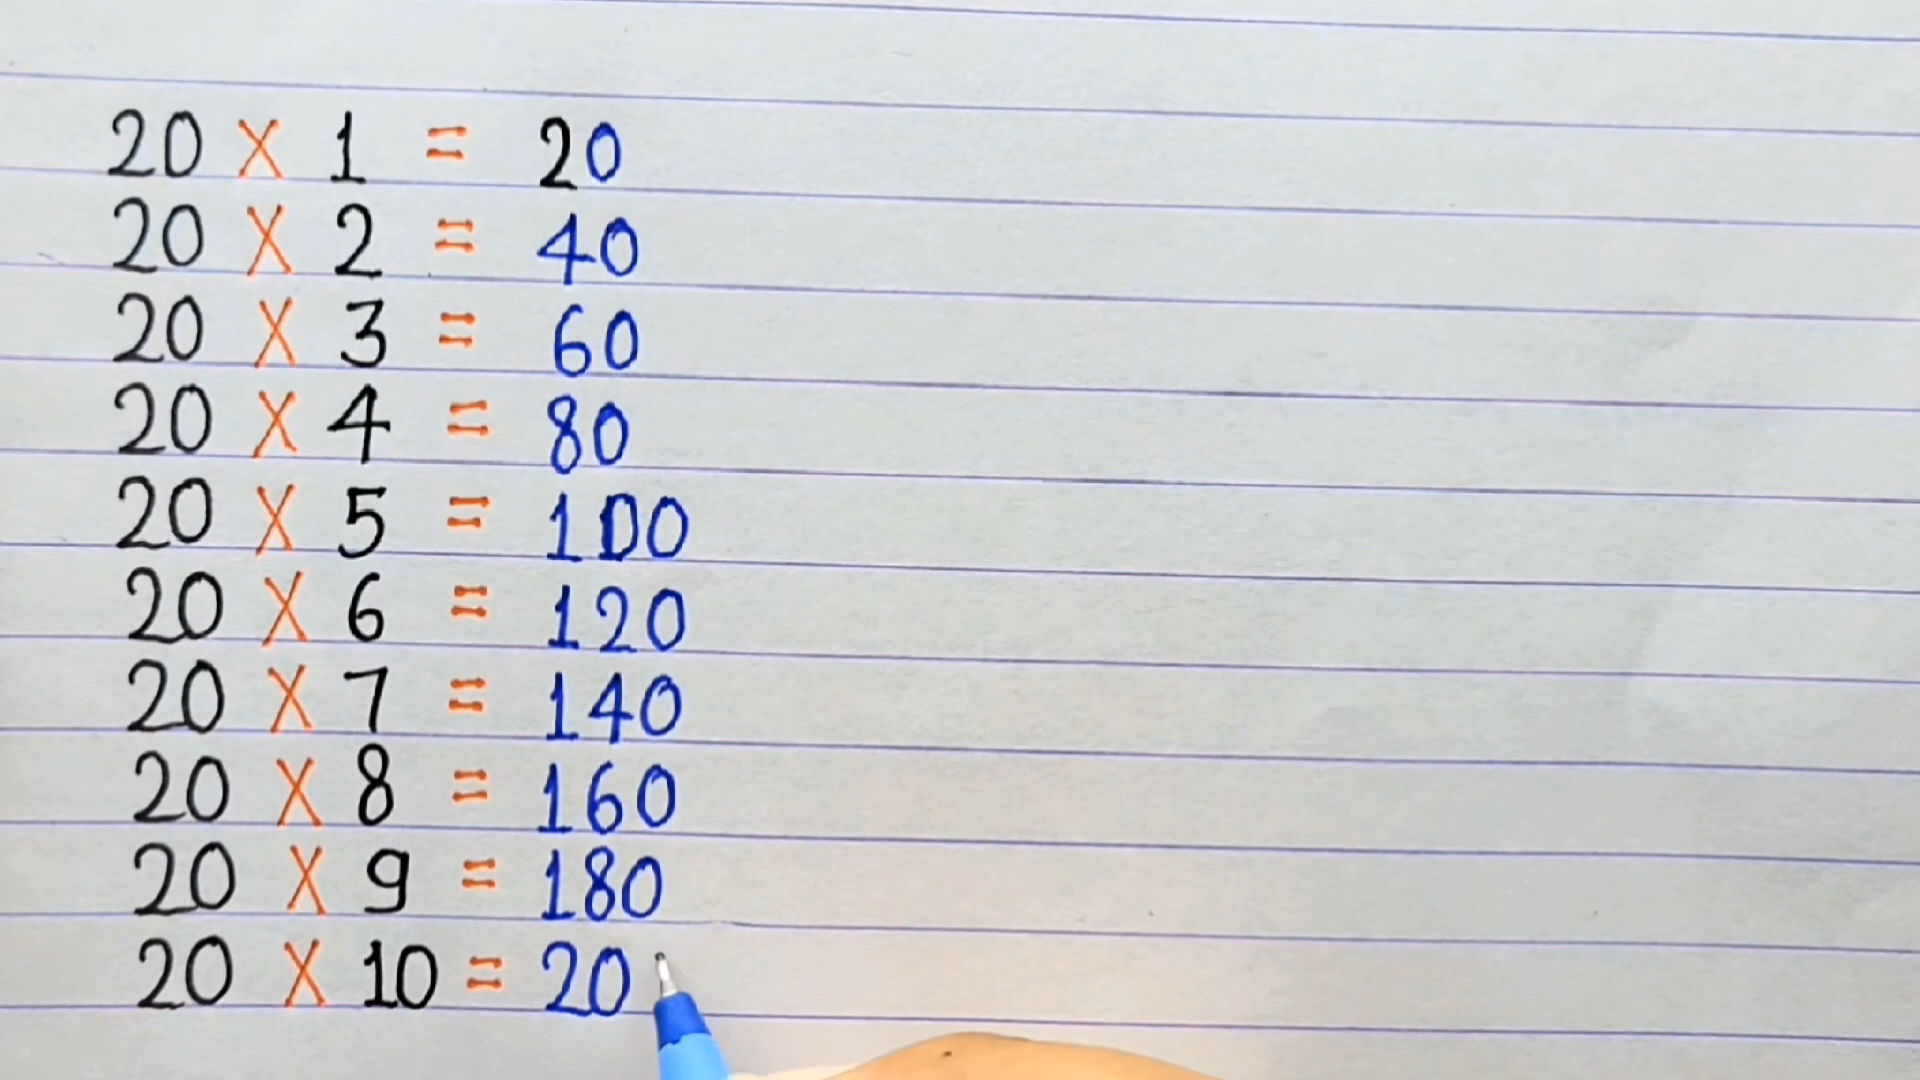 20 X 1 = 20
20 X 2 = 40
20 X 3 = 60
20 X 4 = 80
20 X 5 = 100
20 X 6 = 120
20 X 7 = 140
20 X 8 = 160
20 X 9 = 180
20 X 10 = 20